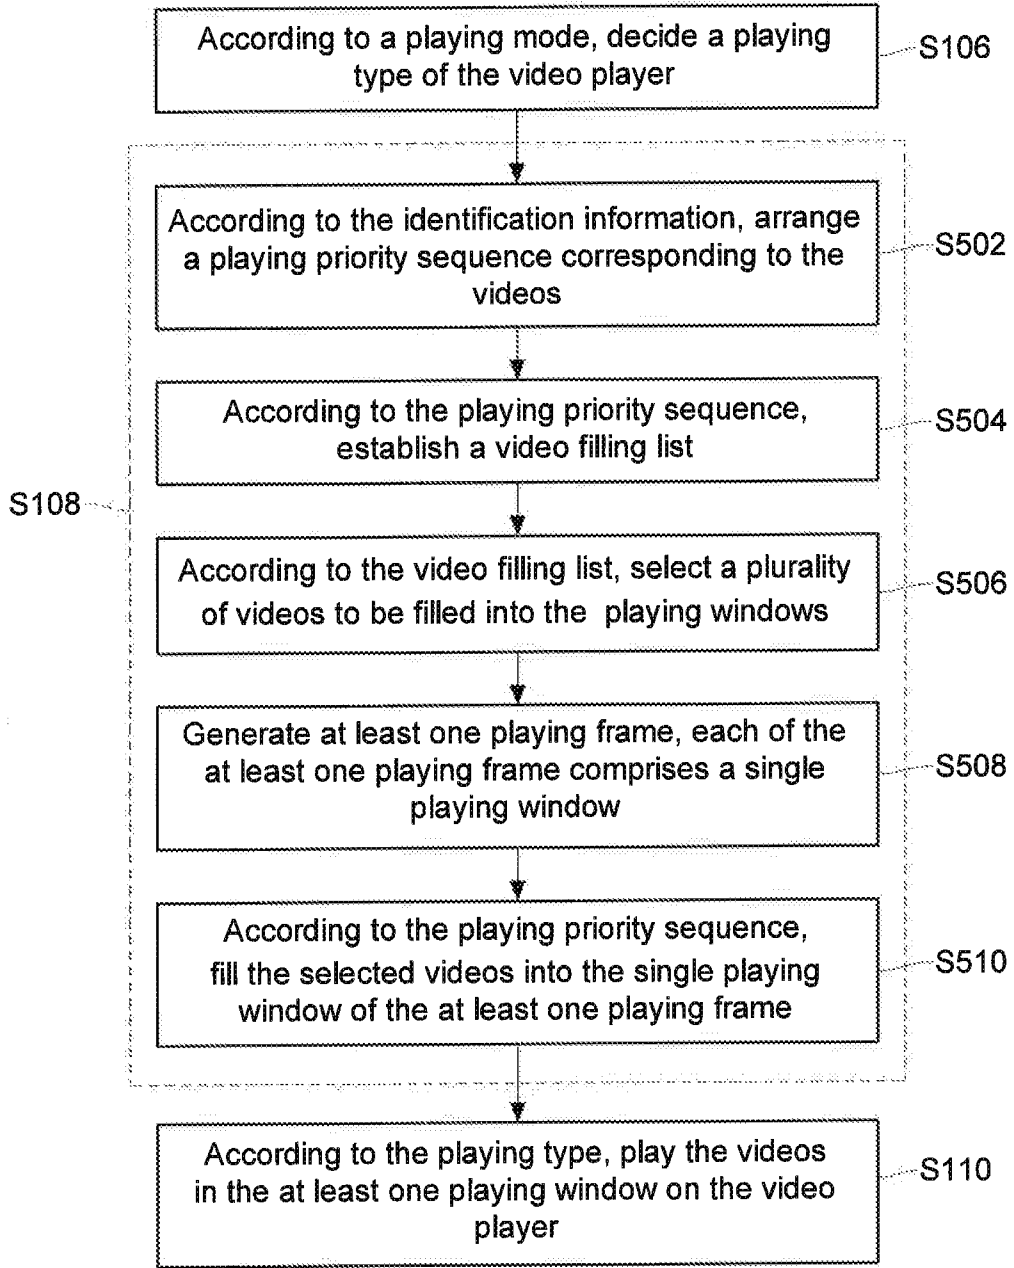 According to a playing mode, decide a playing
type of the video player
S106
According to the identification information, arrange
a playing priority sequence corresponding to the
videos
S502
According to the playing priority sequence,
establish a video filling list
S504
S108
According to the video filling list, select a plurality
of videos to be filled into the playing windows
S506
Generate at least one playing frame, each of the
at least one playing frame comprises a single
playing window
S508
According to the playing priority sequence,
fill the selected videos into the single playing
window of the at least one playing frame
S510
According to the playing type, play the videos
in the at least one playing window on the video
player
S110